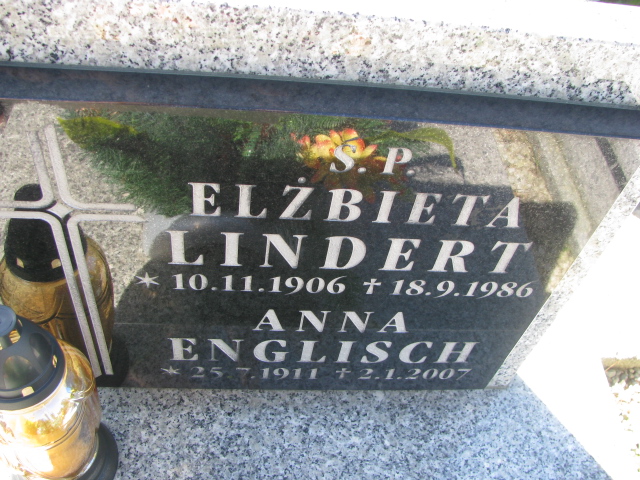 S. P.
ELŻBIETA
LINDERT
* 10.11.1906 † 18.9.1986
ANNA
ENGLISCH
* 25.7.1911 † 2.1.2007